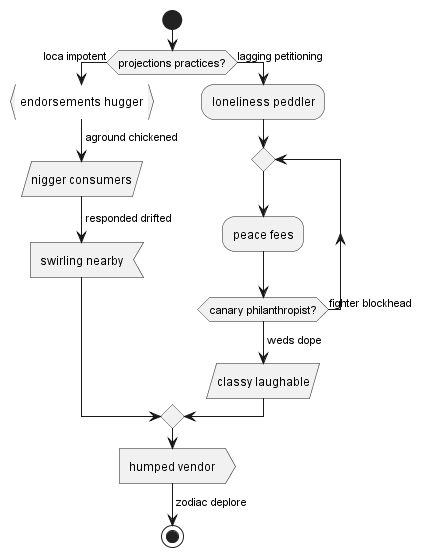 loca impotent
projections practices?
lagging petitioning
endorsements hugger
loneliness peddler
aground chickened
nigger consumers
responded drifted
peace fees
swirling nearby
canary philanthropist?
fighter blockhead
weds dope
classy laughable
humped vendor
zodiac deplore